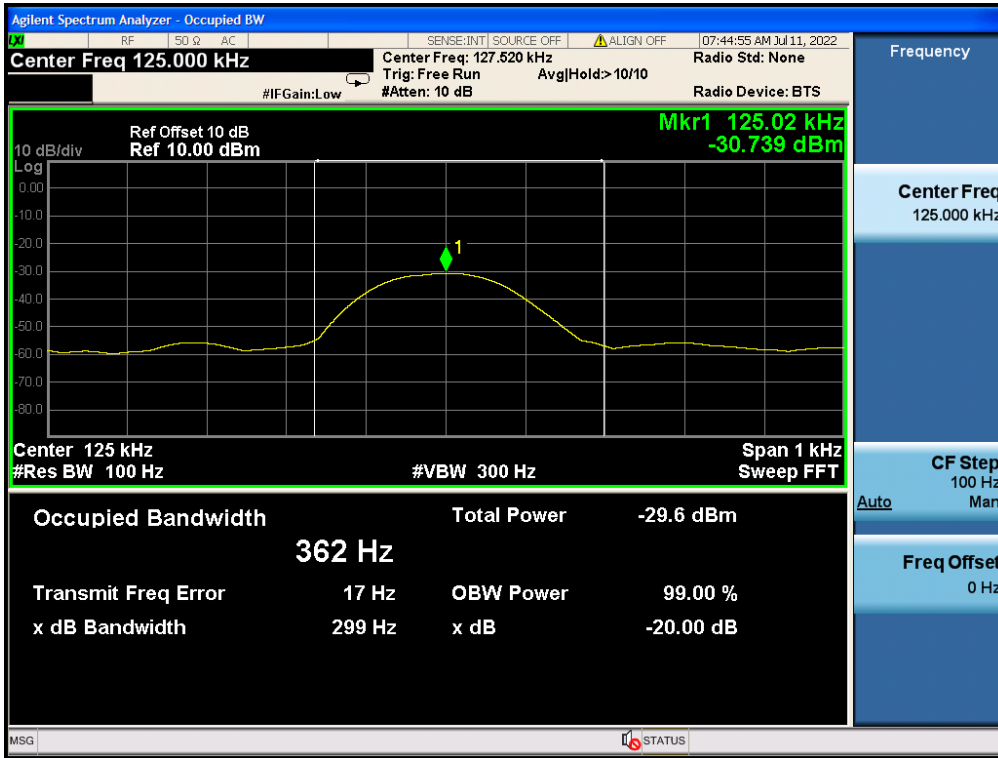 Agilent Spectrum Analyzer - Occupied BW
LXI RF 50 Ω AC SENSE:INT SOURCE OFF ALIGN OFF 07:44:55 AM Jul 11, 2022
Center Freq 125.000 kHz
Center Freq: 127.520 kHz
Radio Std: None
Trig: Free Run Avg|Hold:>10/10
#IFGain:Low
#Atten: 10 dB
Radio Device: BTS
Mkr1 125.02 kHz
-30.739 dBm
Ref Offset 10 dB
10 dB/div Ref 10.00 dBm
Log
0.00
-10.0
-20.0
1
-30.0
-40.0
-50.0
-60.0
-70.0
-80.0
Center 125 kHz
Span 1 kHz
#Res BW 100 Hz
#VBW 300 Hz
Sweep FFT
Occupied Bandwidth
Total Power -29.6 dBm
362 Hz
Transmit Freq Error 17 Hz
OBW Power 99.00 %
x dB Bandwidth 299 Hz
x dB -20.00 dB
MSG
STATUS
Frequency
Center Freq
125.000 kHz
CF Step
100 Hz
Auto Man
Freq Offset
0 Hz